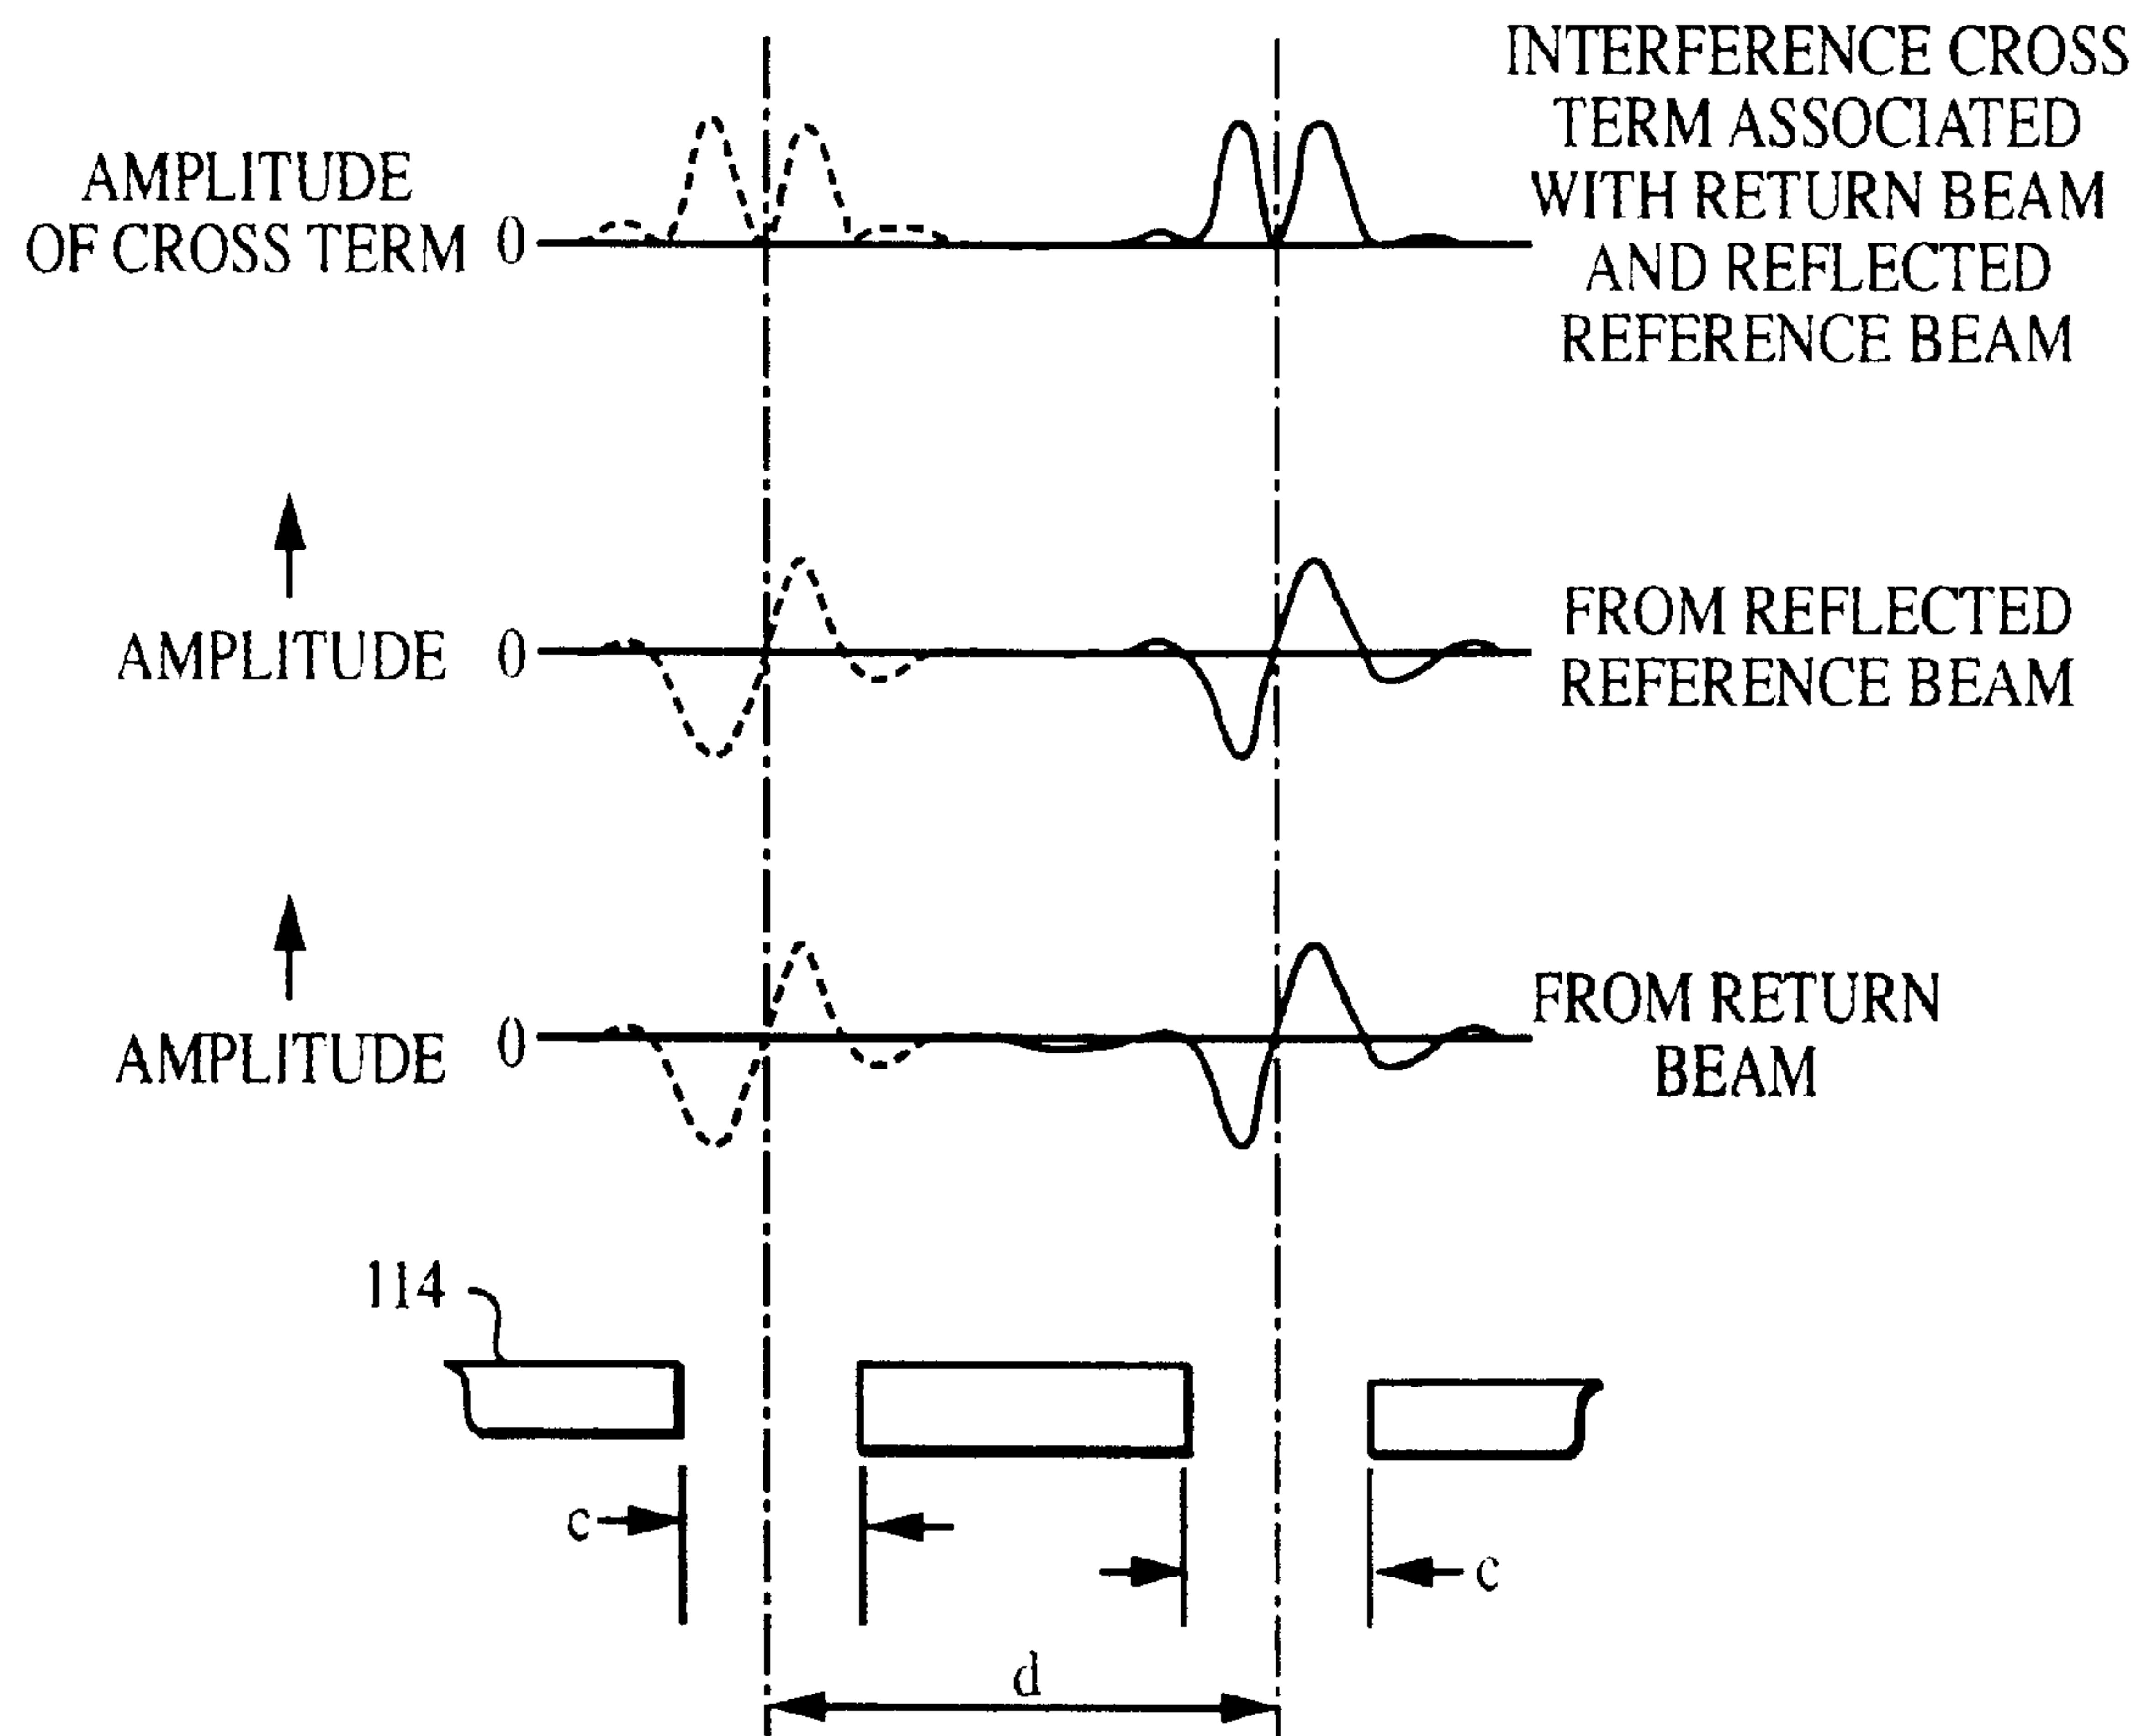 INTERFERENCE CROSS
TERM ASSOCIATED
WITH RETURN BEAM
AND REFLECTED
REFERENCE BEAM
AMPLITUDE
OF CROSS TERM 0
AMPLITUDE 0
FROM REFLECTED
REFERENCE BEAM
AMPLITUDE 0
FROM RETURN
BEAM
114
c
c
d